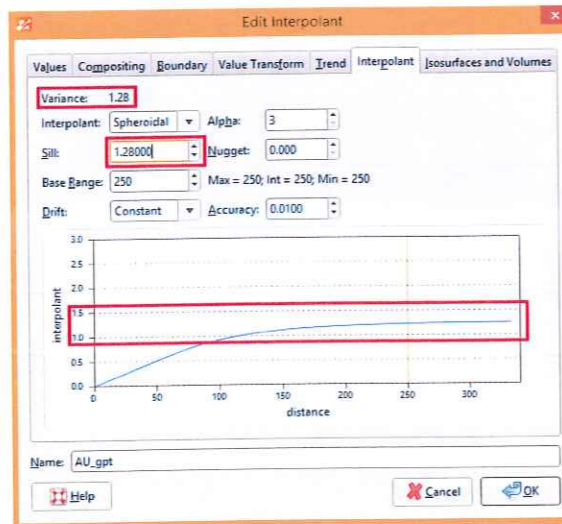 Edit Interpolant
Values Compositing Boundary Value Transform Trend Interpolant Isosurfaces and Volumes
Variance: 1.28
Interpolant: Spheroidal Alpha: 3
Sill: 1.28000 Nugget: 0.000
Base Range: 250 Max = 250; Int = 250; Min = 250
Drift: Constant Accuracy: 0.0100
3.0
2.5
2.0
1.5
1.0
0.5
0.0
interpolant
0 50 100 150 200 250 300
distance
Name: AU_gpt
Help Cancel OK